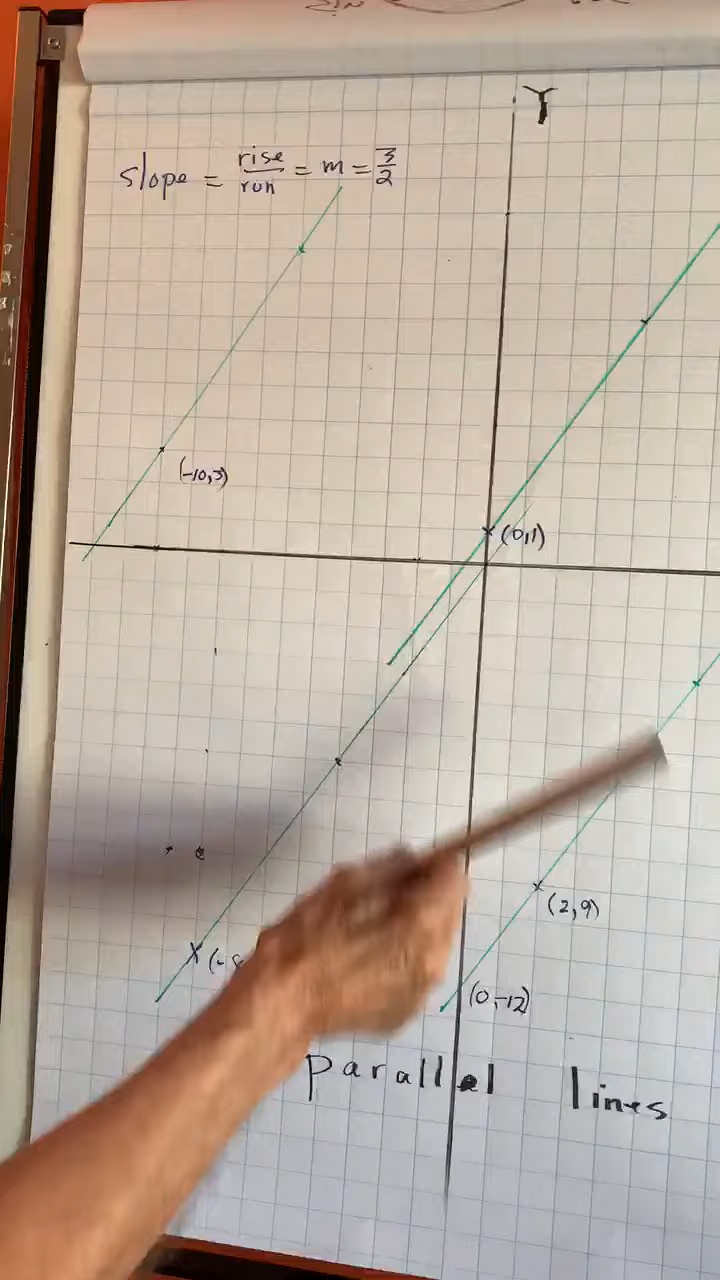 Y
slope = rise/run = m = 3/2
(-10,3)
(0,1)
(2,9)
(0,-12)
parallel lines